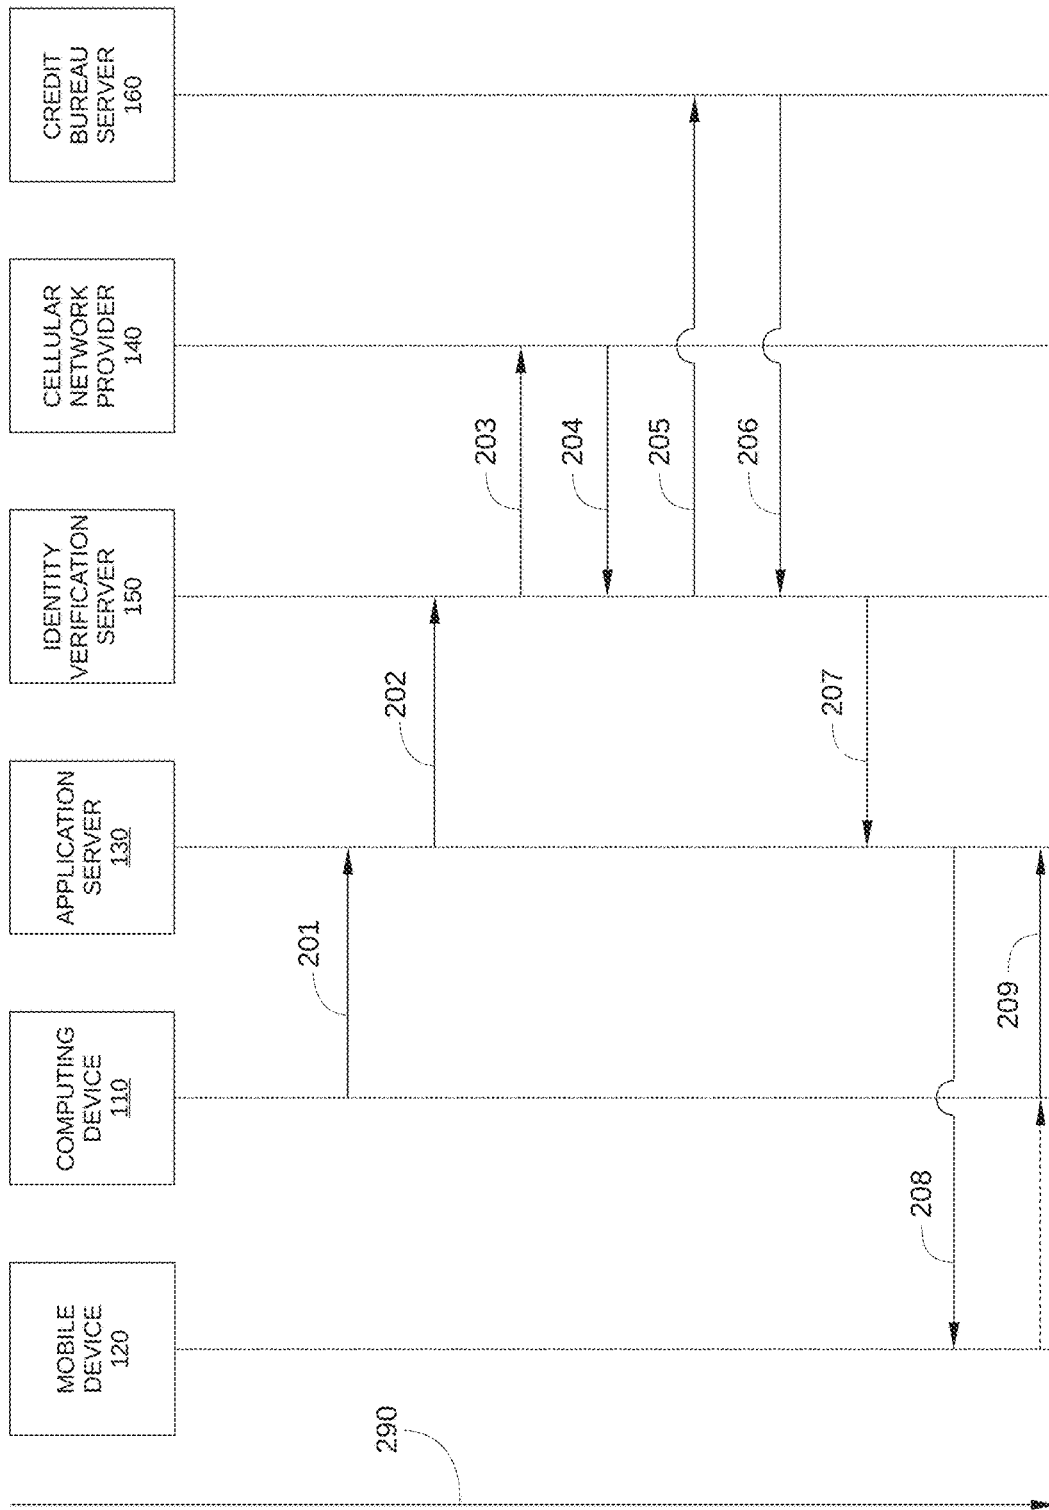 MOBILE
DEVICE
120
COMPUTING
DEVICE
110
APPLICATION
SERVER
130
IDENTITY
VERIFICATION
SERVER
150
CELLULAR
NETWORK
PROVIDER
140
CREDIT
BUREAU
SERVER
160
290
201
202
203
204
205
206
207
208
209